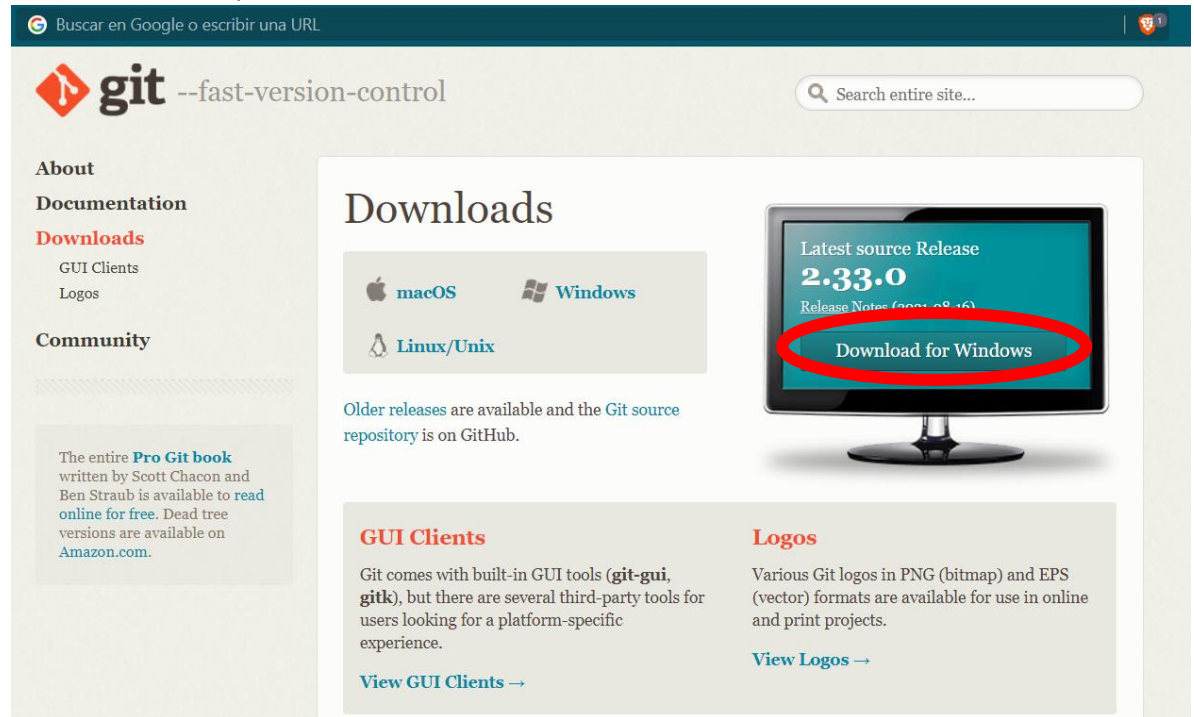 Buscar en Google o escribir una URL
1
git --fast-version-control
Search entire site...
About
Documentation
Downloads
GUI Clients
Logos
Community
The entire Pro Git book
written by Scott Chacon and
Ben Straub is available to read
online for free. Dead tree
versions are available on
Amazon.com.
Downloads
macOS
Windows
Linux/Unix
Older releases are available and the Git source
repository is on GitHub.
Latest source Release
2.33.0
Release Notes (2021-08-16)
Download for Windows
GUI Clients
Git comes with built-in GUI tools (git-gui,
gitk), but there are several third-party tools for
users looking for a platform-specific
experience.
View GUI Clients →
Logos
Various Git logos in PNG (bitmap) and EPS
(vector) formats are available for use in online
and print projects.
View Logos →